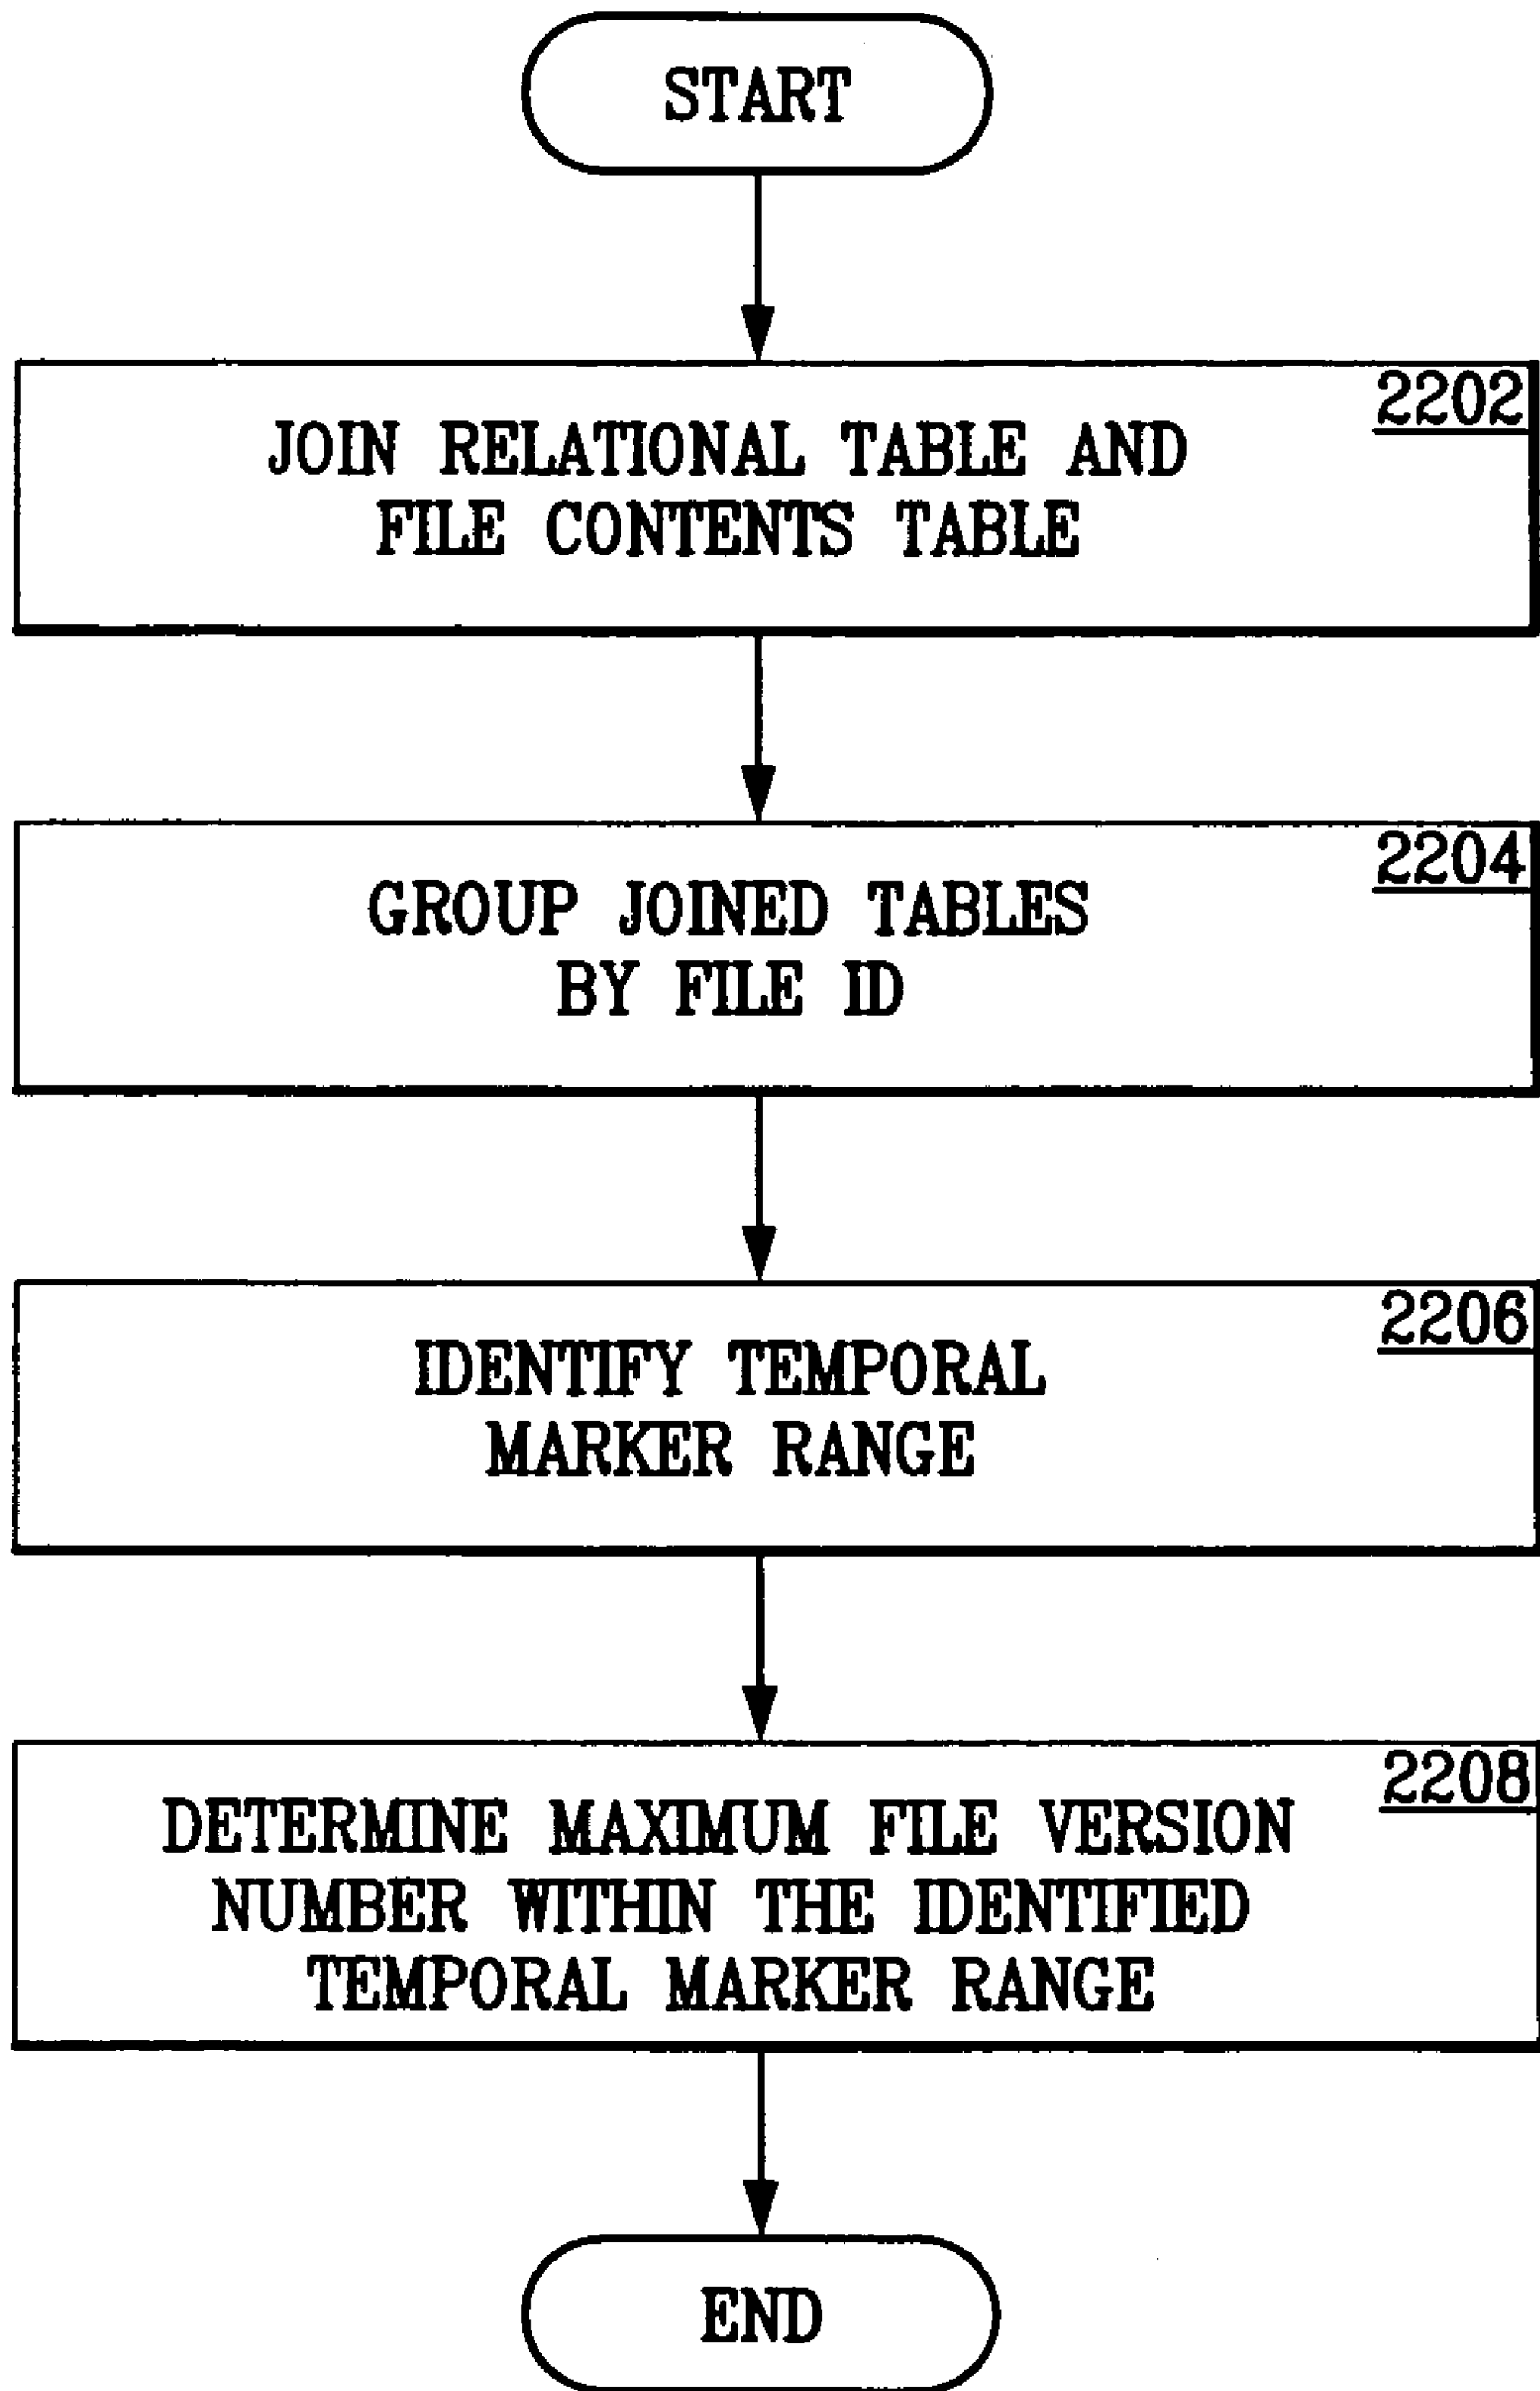 START
2202
JOIN RELATIONAL TABLE AND
FILE CONTENTS TABLE
2204
GROUP JOINED TABLES
BY FILE ID
2206
IDENTIFY TEMPORAL
MARKER RANGE
2208
DETERMINE MAXIMUM FILE VERSION
NUMBER WITHIN THE IDENTIFIED
TEMPORAL MARKER RANGE
END